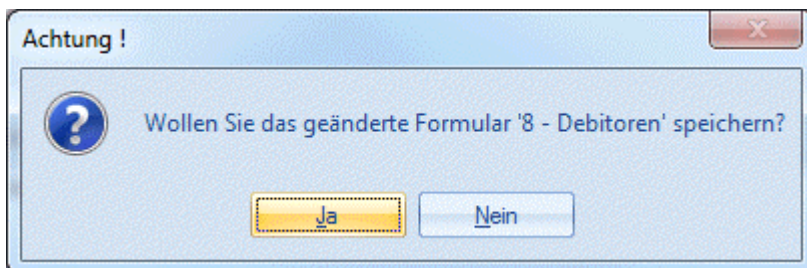 Achtung !
Wollen Sie das geänderte Formular '8 - Debitoren' speichern?
Ja
Nein